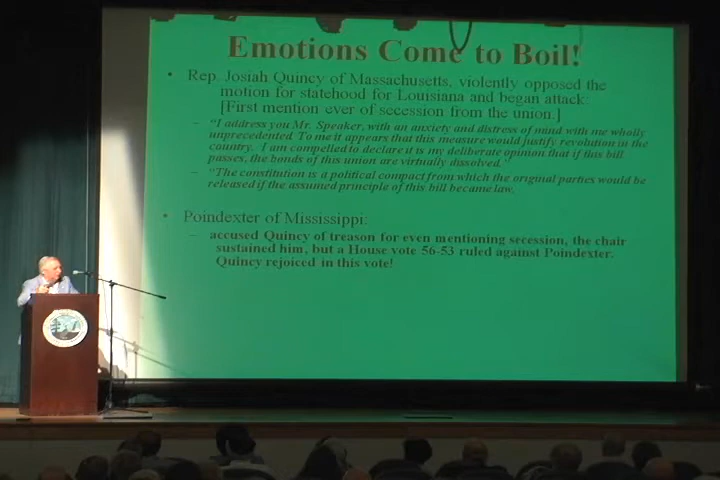 Emotions Come to Boil!
• Rep. Josiah Quincy of Massachusetts, violently opposed the
motion for statehood for Louisiana and began attack:
[First mention ever of secession from the union.]
– "I address you Mr. Speaker, with an anxiety and distress of mind with me wholly
unprecedented. To me it appears that this measure would justify revolution in the
country. I am compelled to declare it is my deliberate opinion that if this bill
passes, the bonds of this union are virtually dissolved."
– "The constitution is a political compact from which the original parties would be
released if the assumed principle of this bill became law.
• Poindexter of Mississippi:
– accused Quincy of treason for even mentioning secession, the chair
sustained him, but a House vote 56-53 ruled against Poindexter.
Quincy rejoiced in this vote!